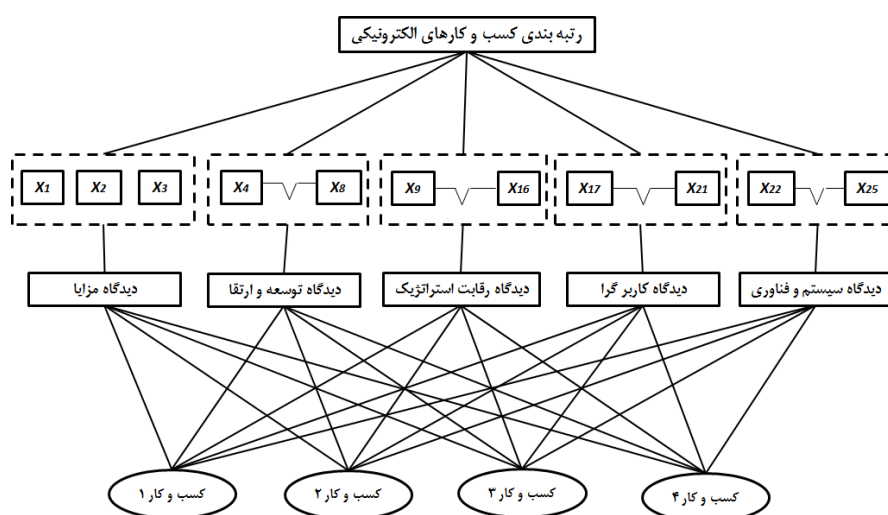 رتبه بندی کسب و کارهای الکترونیکی
X1 X2 X3 X4 X8 X9 X16 X17 X21 X22 X25
دیدگاه مزایا دیدگاه توسعه و ارتقا دیدگاه رقابت استراتژیک دیدگاه کاربر گرا دیدگاه سیستم و فناوری
کسب و کار ۱ کسب و کار ۲ کسب و کار ۳ کسب و کار ۴